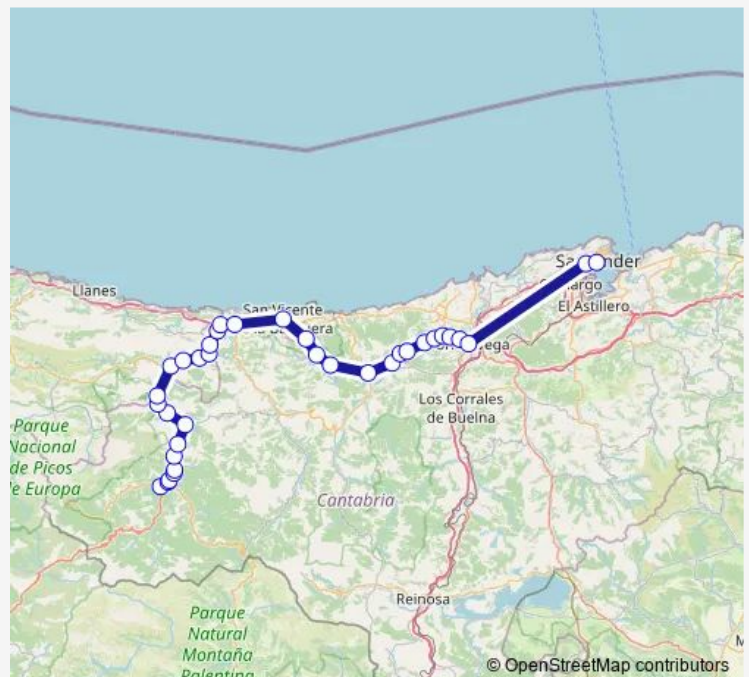 Santander
Camargo
El Astillero
Llanes
San Vicente
Los Corrales
de Buelna
Parque
Nacional
de Picos
de Europa
Cantabria
Reinosa
Parque
Natural
Montaña
Palentina
© OpenStreetMap contributors